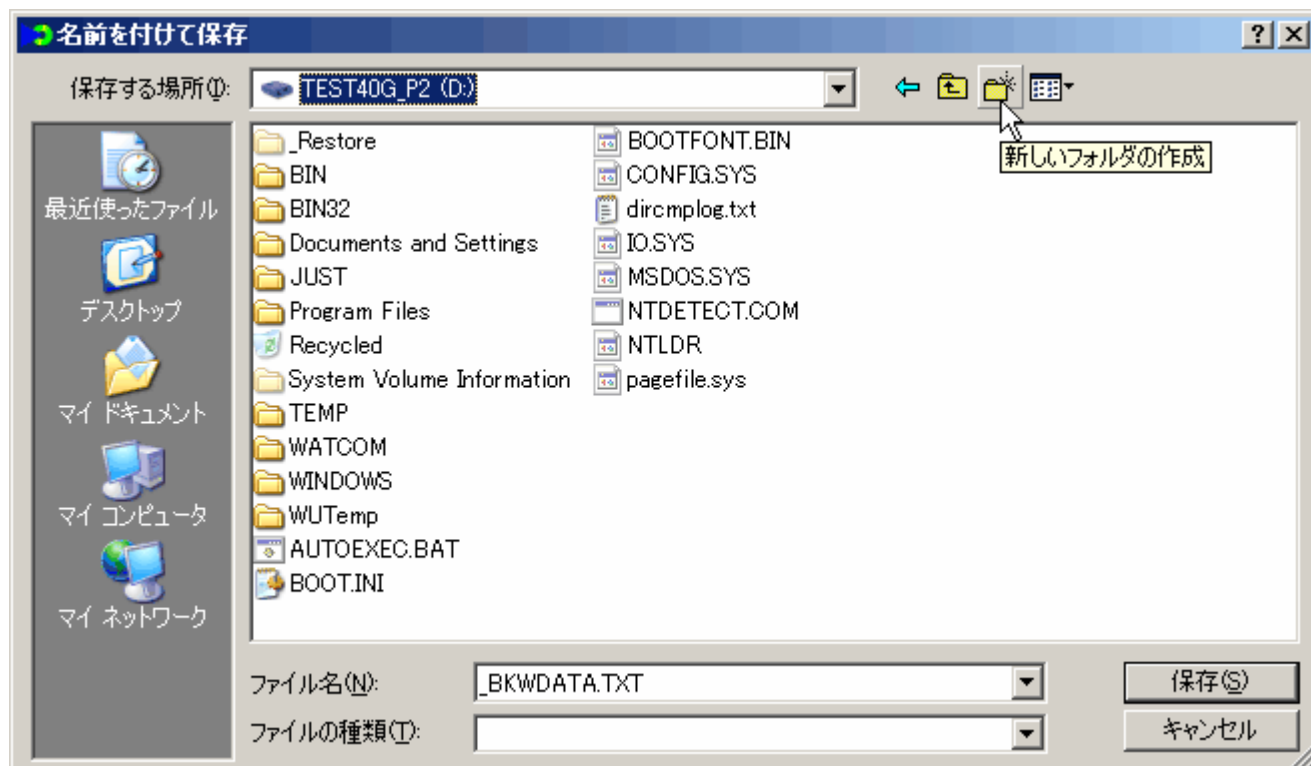 名前を付けて保存
保存する場所(I):
TEST40G_P2 (D:)
新しいフォルダの作成
最近使ったファイル
デスクトップ
マイ ドキュメント
マイ コンピュータ
マイ ネットワーク
_Restore
BIN
BIN32
Documents and Settings
JUST
Program Files
Recycled
System Volume Information
TEMP
WATCOM
WINDOWS
WUTemp
AUTOEXEC.BAT
BOOT.INI
BOOTFONT.BIN
CONFIG.SYS
dircmplog.txt
IO.SYS
MSDOS.SYS
NTDETECT.COM
NTLDR
pagefile.sys
ファイル名(N):
_BKWDATA.TXT
保存(S)
ファイルの種類(T):
キャンセル